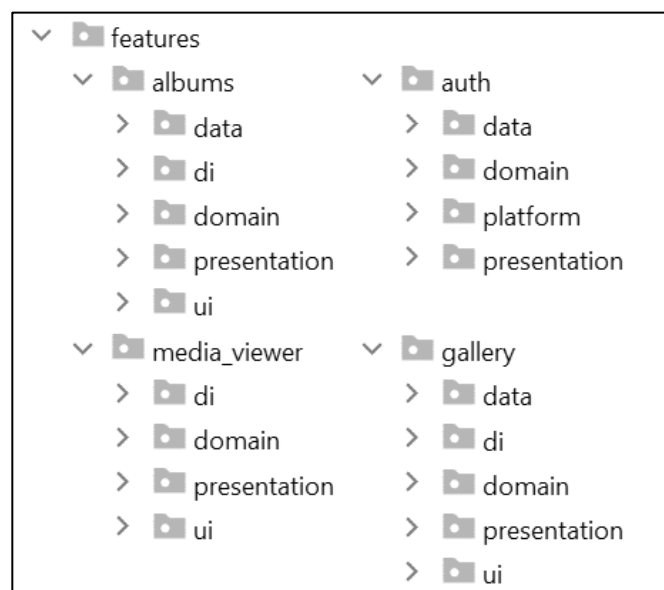 features
albums
data
di
domain
presentation
ui
auth
data
domain
platform
presentation
media_viewer
di
domain
presentation
ui
gallery
data
di
domain
presentation
ui